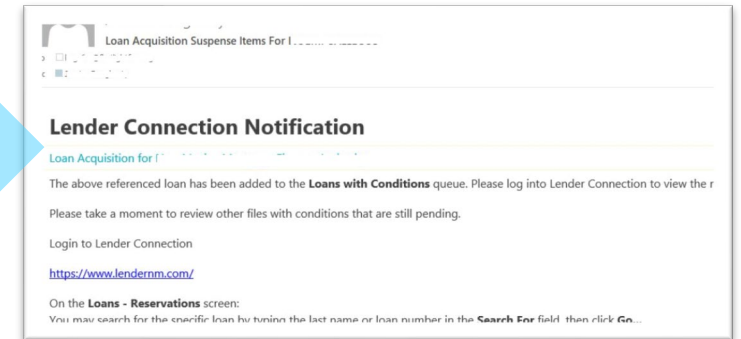 Loan Acquisition Suspense Items For
Lender Connection Notification
Loan Acquisition for
The above referenced loan has been added to the Loans with Conditions queue. Please log into Lender Connection to view the
Please take a moment to review other files with conditions that are still pending.
Login to Lender Connection
https://www.lendernm.com/
On the Loans - Reservations screen:
You may search for the specific loan by typing the last name or loan number in the Search For field, then click Go...